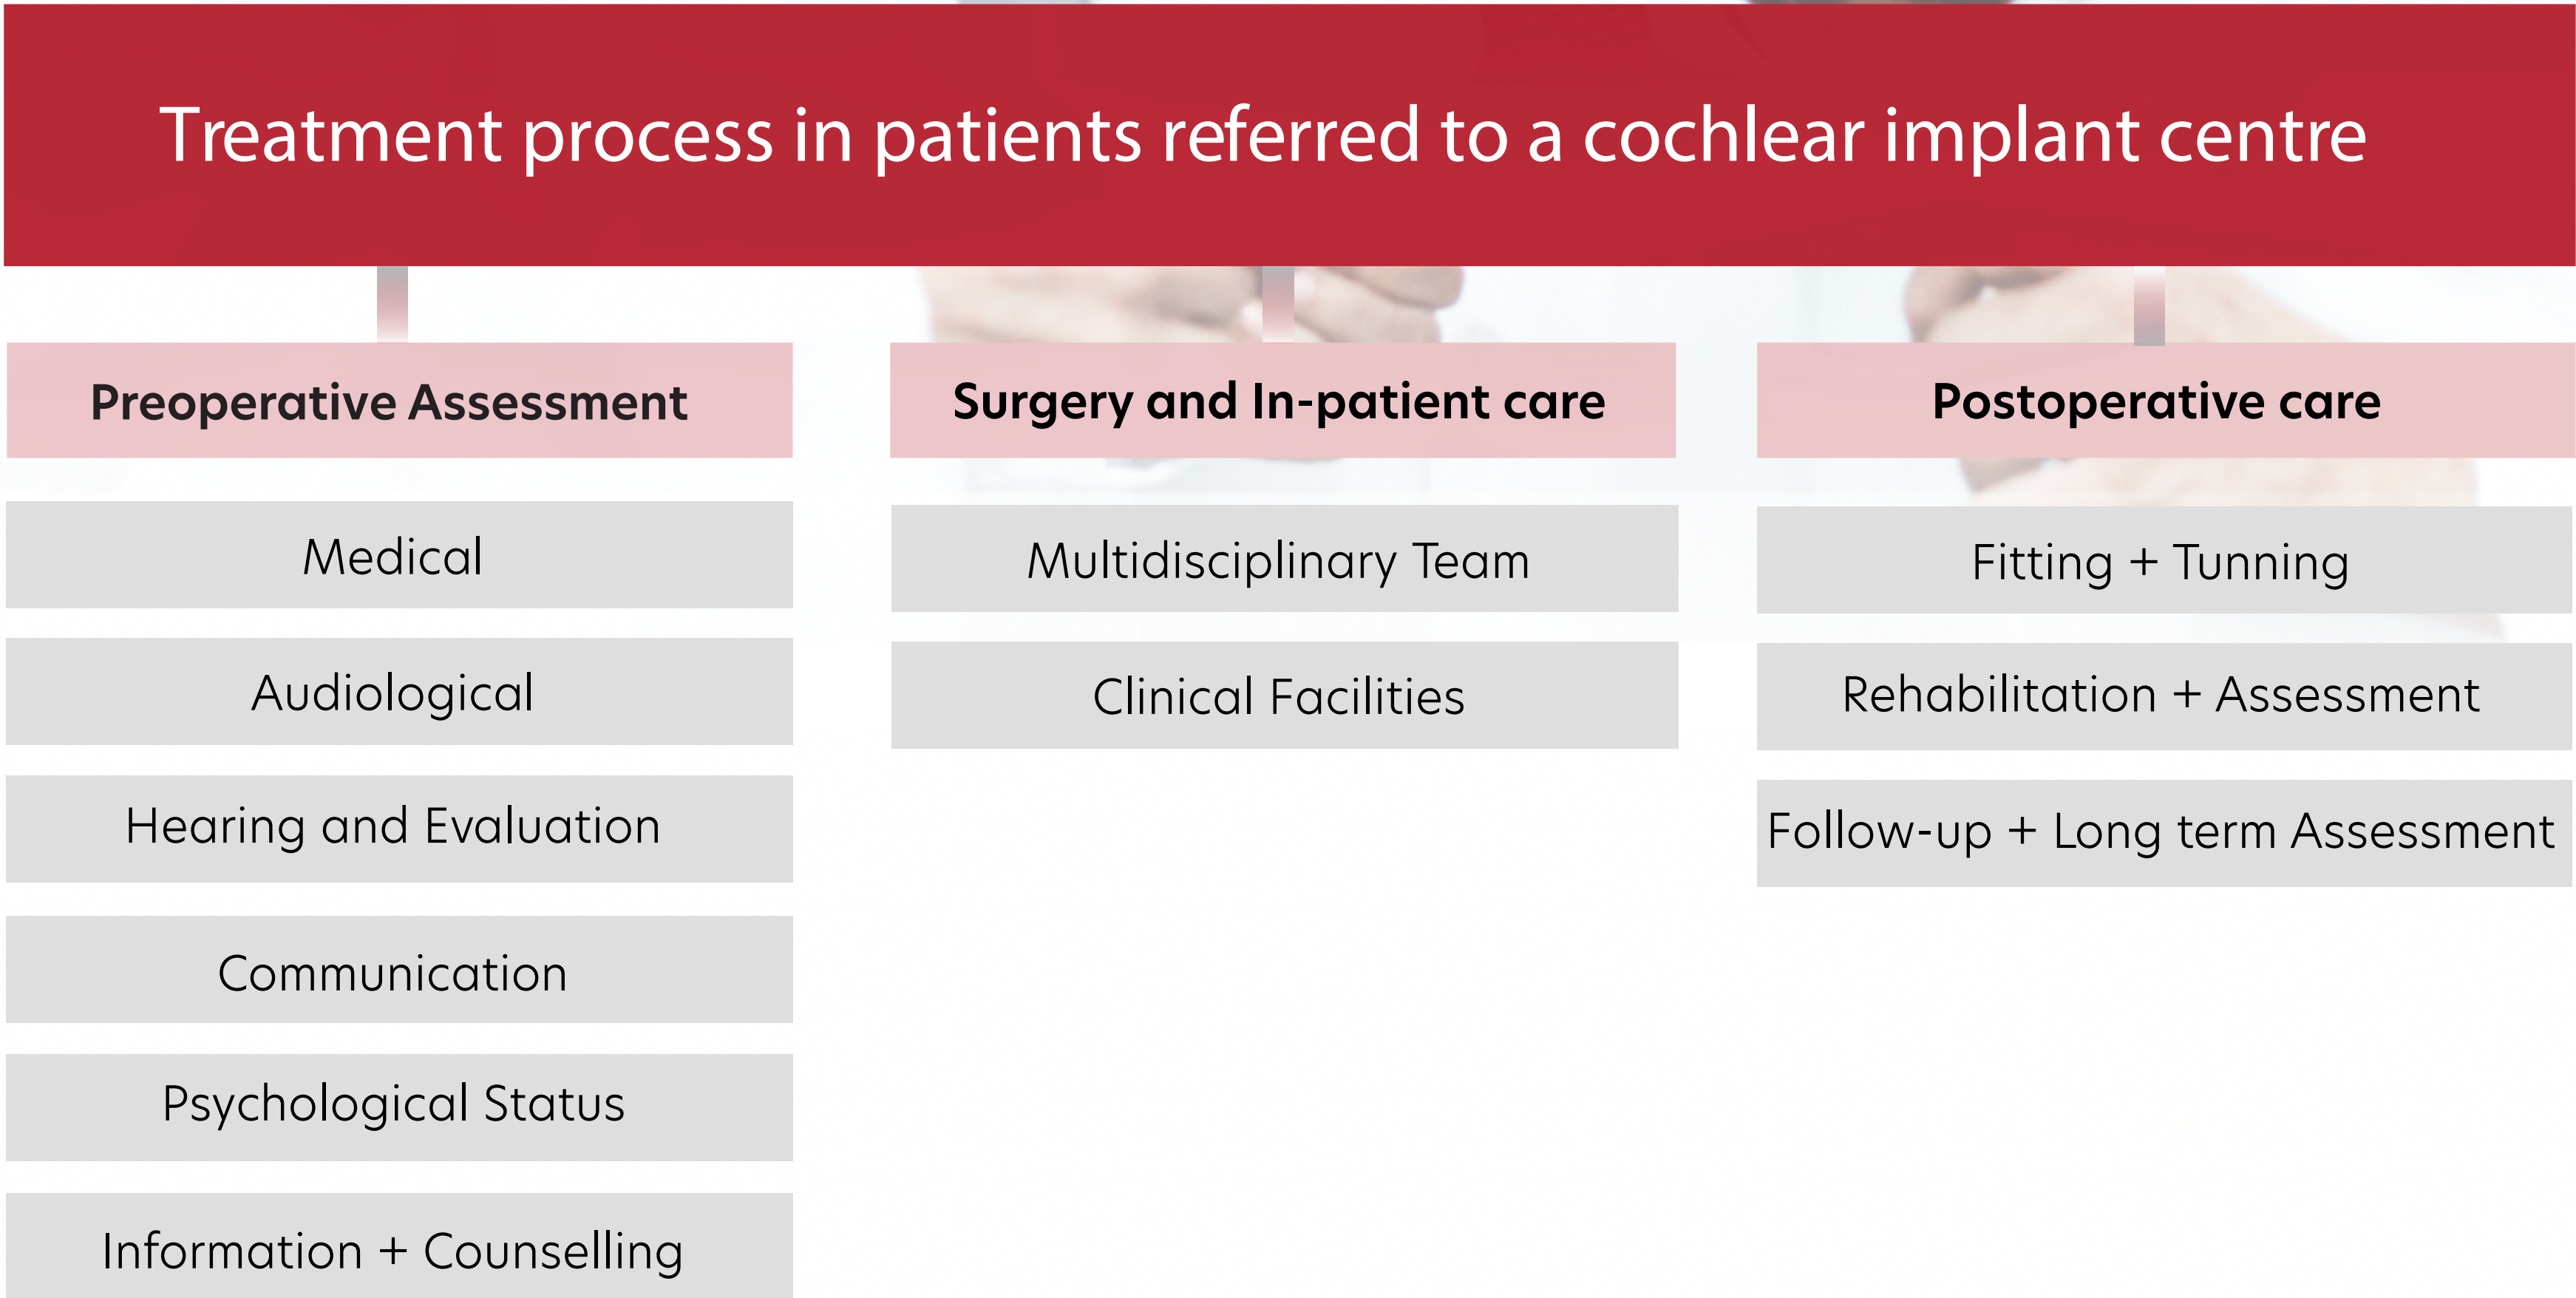 Treatment process in patients referred to a cochlear implant centre
Preoperative Assessment
Medical
Audiological
Hearing and Evaluation
Communication
Psychological Status
Information + Counselling
Surgery and In-patient care
Multidisciplinary Team
Clinical Facilities
Postoperative care
Fitting + Tunning
Rehabilitation + Assessment
Follow-up + Long term Assessment